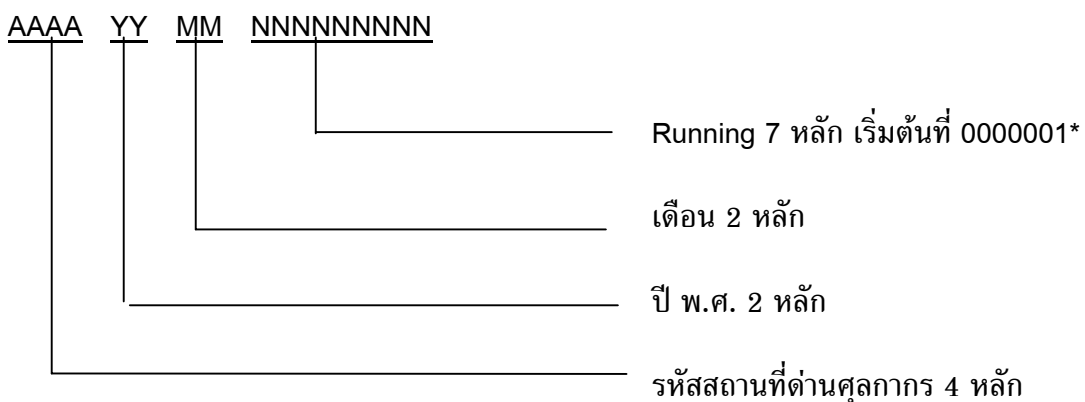 AAAA YY MM NNNNNNNNN
Running 7 หลัก เริ่มต้นที่ 0000001*
เดือน 2 หลัก
ปี พ.ศ. 2 หลัก
รหัสสถานที่ด่านศุลกากร 4 หลัก